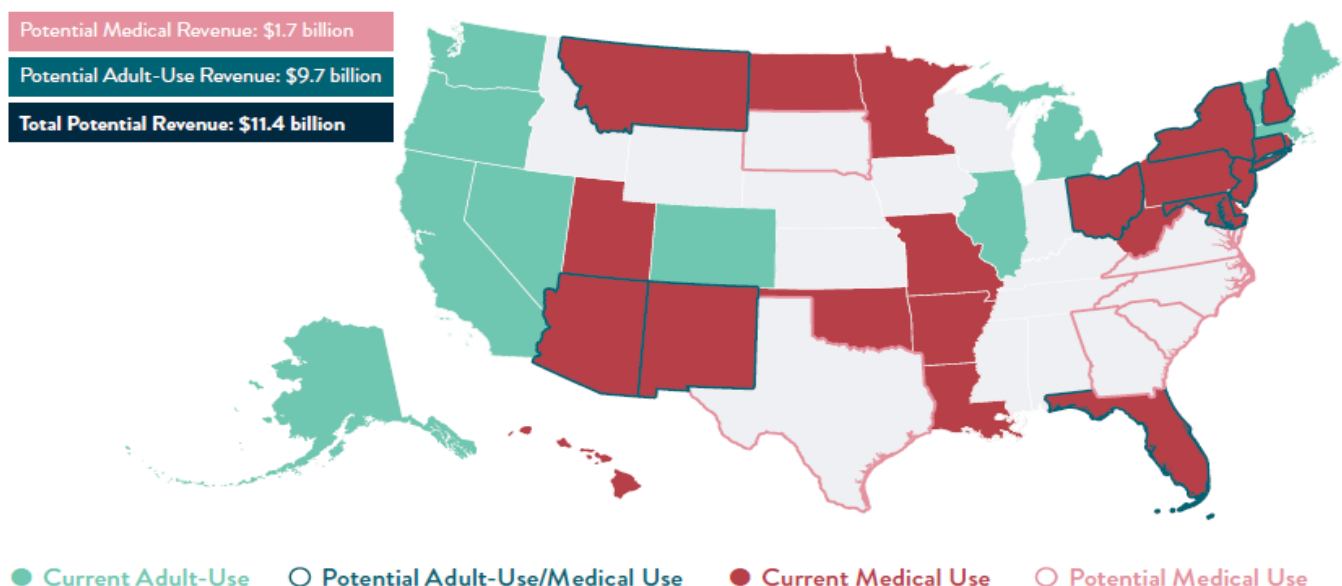 Potential Medical Revenue: $1.7 billion
Potential Adult-Use Revenue: $9.7 billion
Total Potential Revenue: $11.4 billion
Current Adult-Use
Potential Adult-Use/Medical Use
Current Medical Use
Potential Medical Use